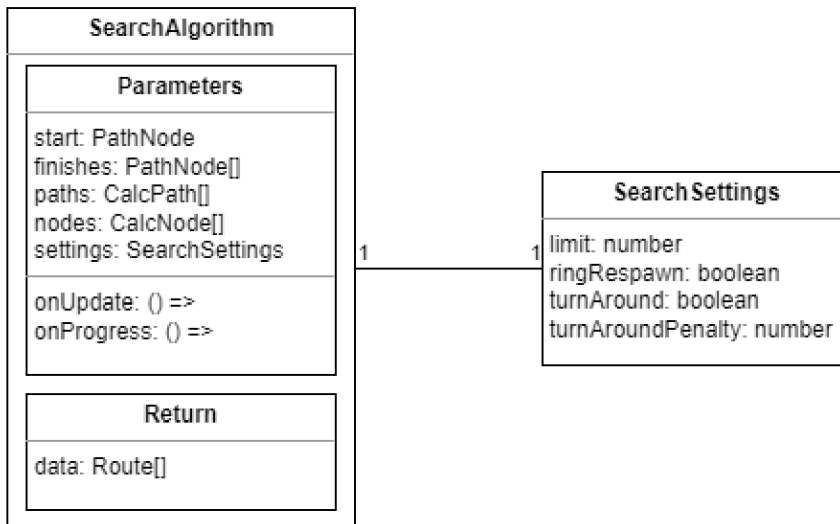 SearchAlgorithm
Parameters
start: PathNode
finishes: PathNode[]
paths: CalcPath[]
nodes: CalcNode[]
settings: SearchSettings
onUpdate: () =>
onProgress: () =>
Return
data: Route[]
1
1
SearchSettings
limit: number
ringRespawn: boolean
turnAround: boolean
turnAroundPenalty: number